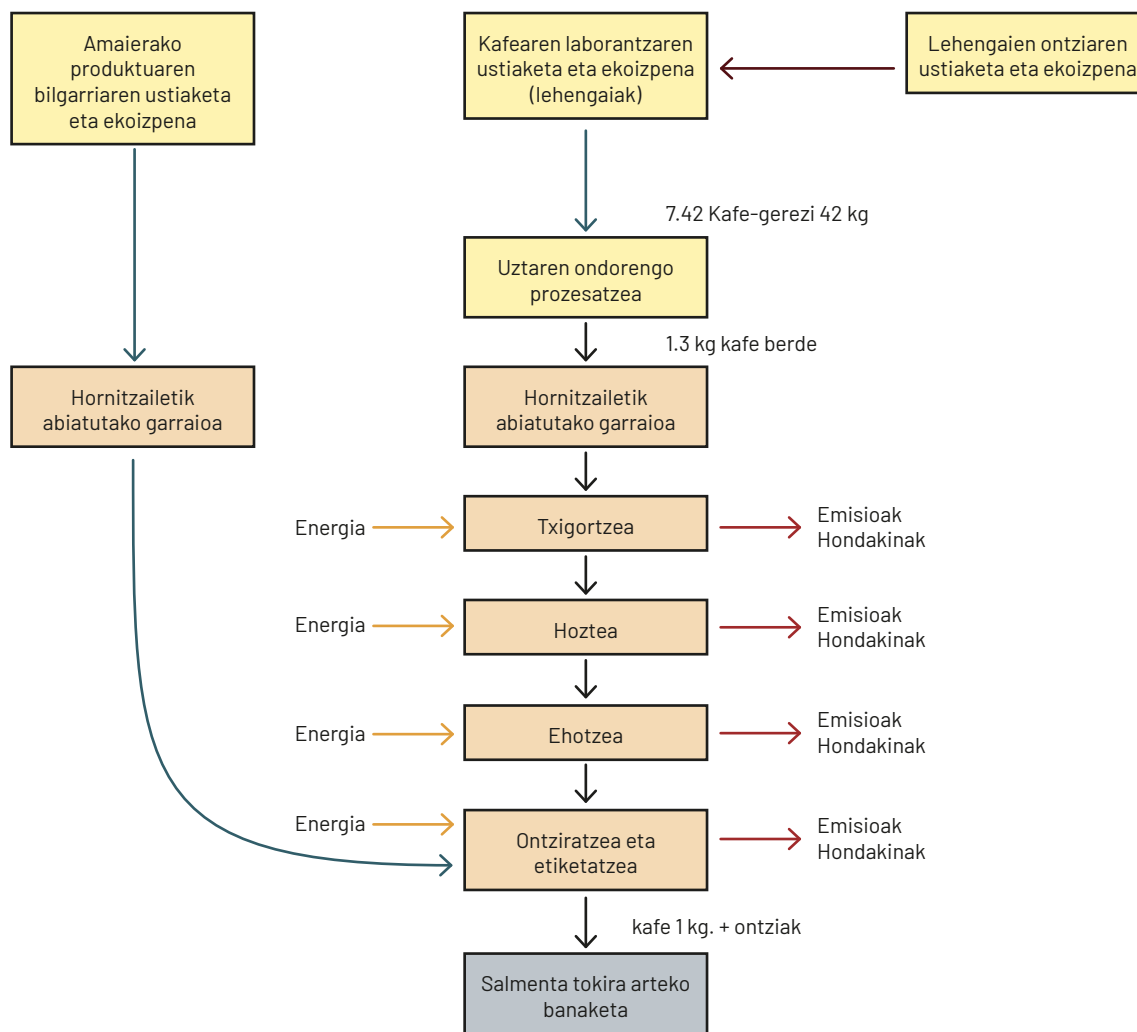 Amaierako
produktuaren
bilgarriaren ustiaketa
eta ekoizpena
Kafearen laborantzaren
ustiaketa eta ekoizpena
(lehengaiak)
Lehengaien ontziaren
ustiaketa eta ekoizpena
7.42 Kafe-gerezi 42 kg
Uztaren ondorengo
prozesatzea
1.3 kg kafe berde
Hornitzailetik
abiatutako garraioa
Hornitzailetik
abiatutako garraioa
Energia
Txigortzea
Emisioak
Hondakinak
Energia
Hoztea
Emisioak
Hondakinak
Energia
Ehotzea
Emisioak
Hondakinak
Energia
Ontziratzea eta
etiketatzea
Emisioak
Hondakinak
kafe 1 kg. + ontziak
Salmenta tokira arteko
banaketa